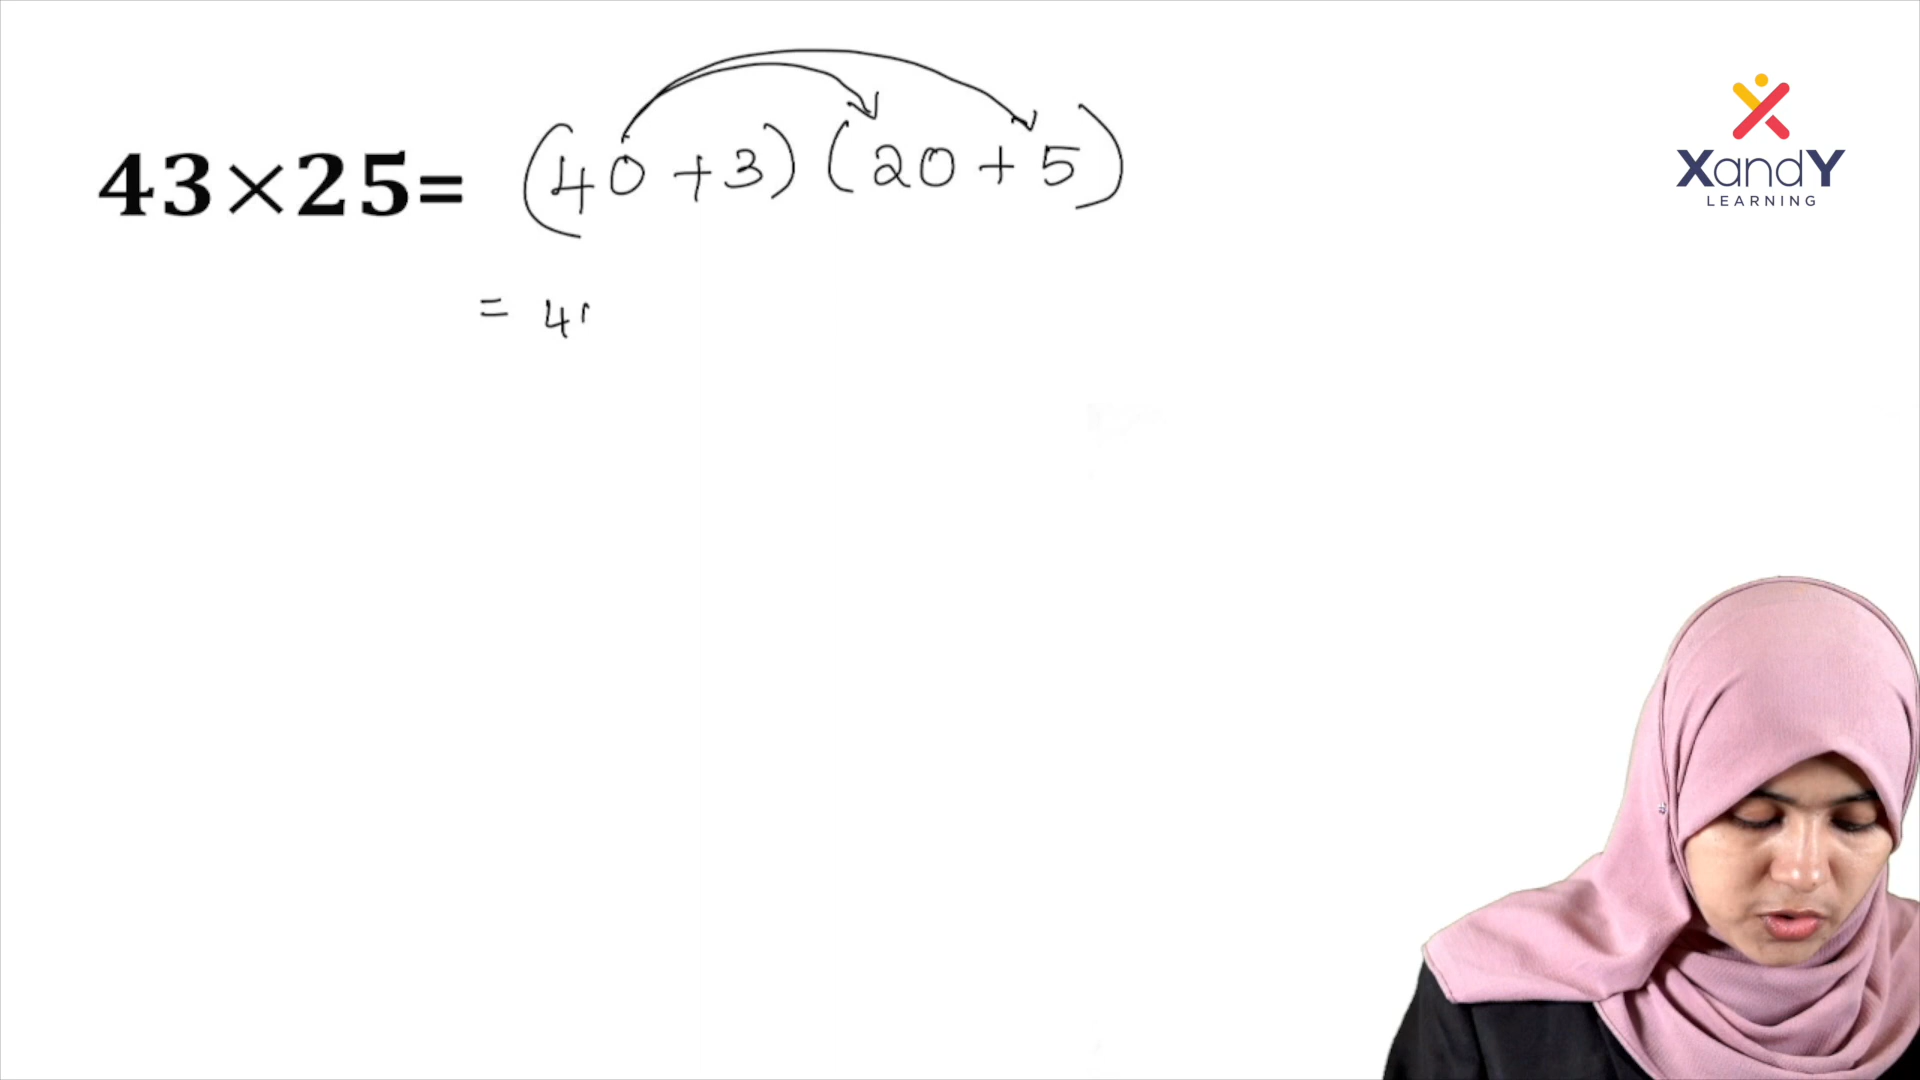 43×25= (40+3)(20+5)
= 4
XandY
LEARNING